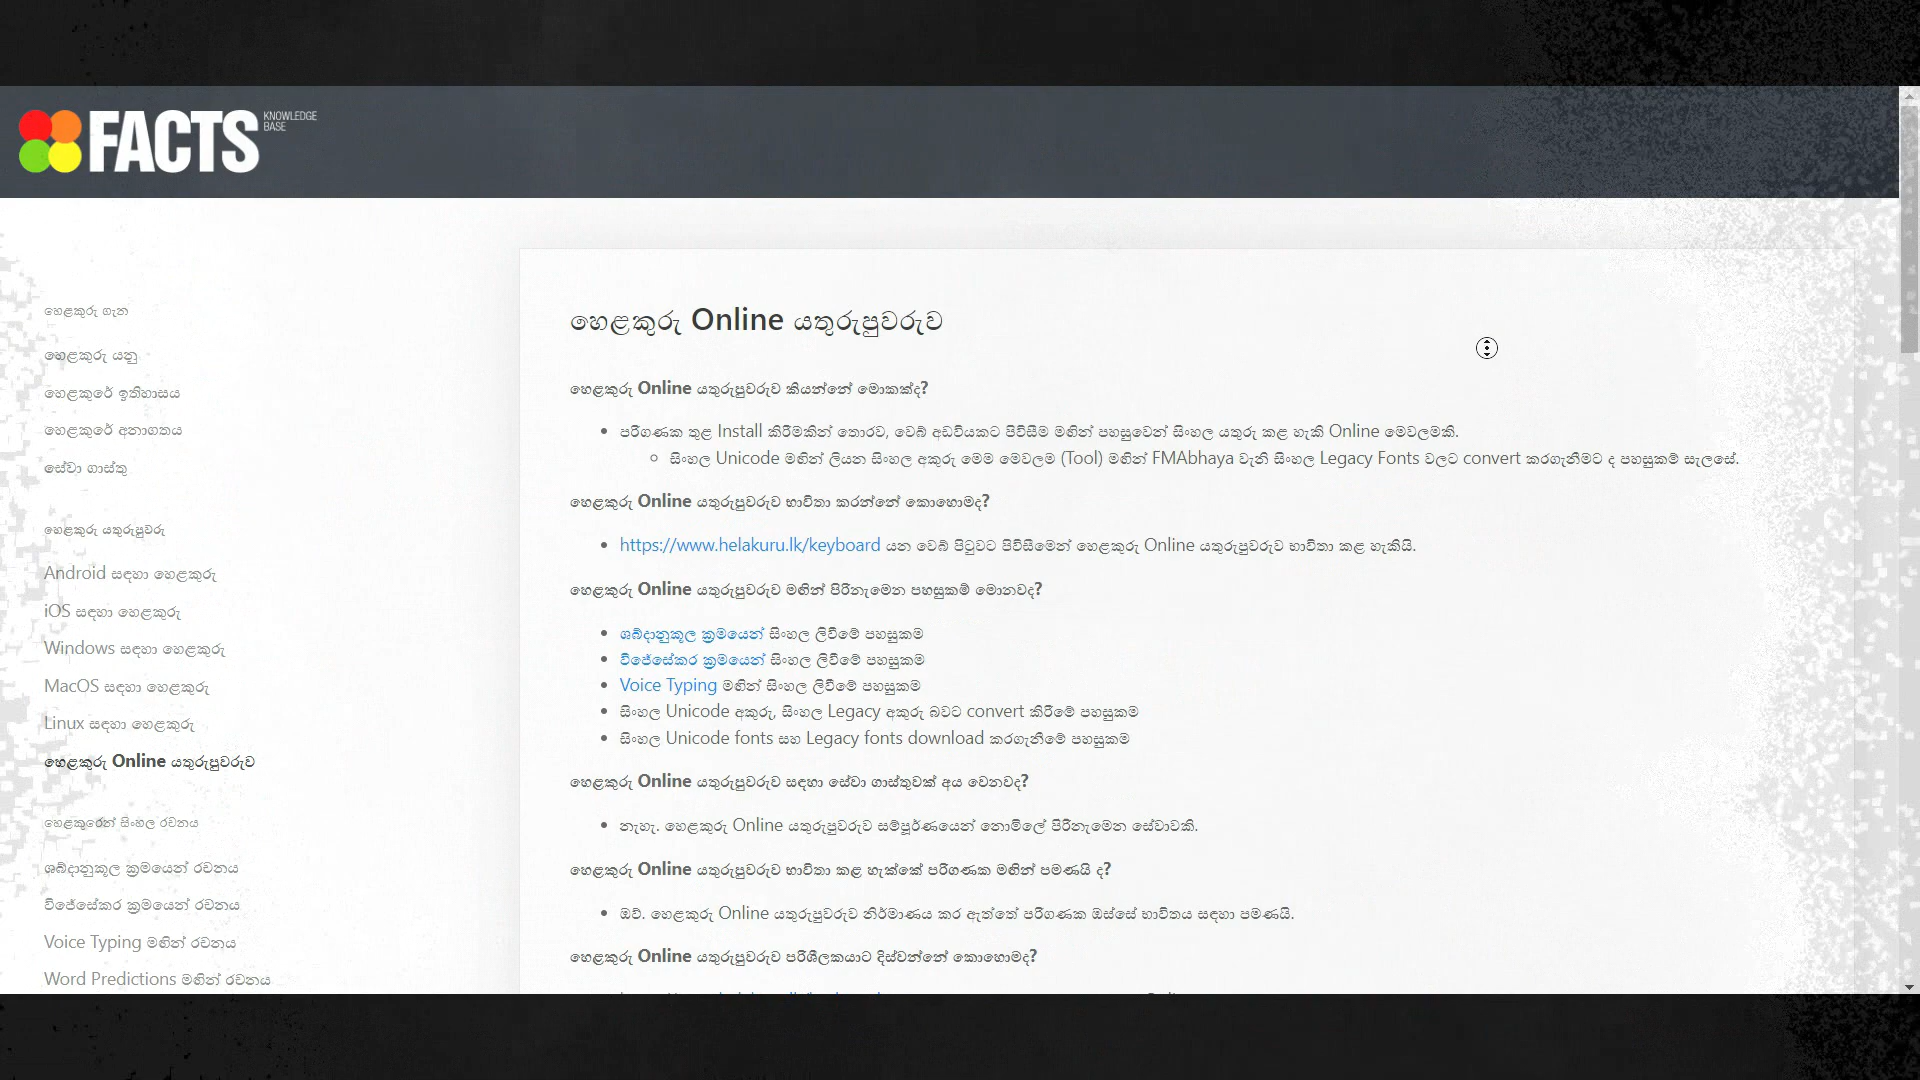 FACTS KNOWLEDGE BASE
හෙළකුරු ගැන
හෙළකුරු යනු
හෙළකුරේ ඉතිහාසය
හෙළකුරේ අනාගතය
සේවා ගාස්තු
හෙළකුරු යතුරුපුවරු
Android සඳහා හෙළකුරු
iOS සඳහා හෙළකුරු
Windows සඳහා හෙළකුරු
MacOS සඳහා හෙළකුරු
Linux සඳහා හෙළකුරු
හෙළකුරු Online යතුරුපුවරුව
හෙළකුරෙන් සිංහල රචනය
ශබ්දානුකූල ක්‍රමයෙන් රචනය
විජේසේකර ක්‍රමයෙන් රචනය
Voice Typing මඟින් රචනය
Word Predictions මඟින් රචනය
හෙළකුරු Online යතුරුපුවරුව
හෙළකුරු Online යතුරුපුවරුව කියන්නේ මොකක්ද?
පරිගණක තුළ Install කිරීමකින් තොරව, වෙබ් අඩවියකට පිවිසීම මඟින් පහසුවෙන් සිංහල යතුරු කළ හැකි Online මෙවලමකි.
සිංහල Unicode මඟින් ලියන සිංහල අකුරු මෙම මෙවලම (Tool) මඟින් FMAbhaya වැනි සිංහල Legacy Fonts වලට convert කරගැනීමට ද පහසුකම් සැලසේ.
හෙළකුරු Online යතුරුපුවරුව භාවිතා කරන්නේ කොහොමද?
https://www.helakuru.lk/keyboard යන වෙබ් පිටුවට පිවිසීමෙන් හෙළකුරු Online යතුරුපුවරුව භාවිතා කළ හැකියි.
හෙළකුරු Online යතුරුපුවරුව මඟින් පිරිනැමෙන පහසුකම් මොනවද?
ශබ්දානුකූල ක්‍රමයෙන් සිංහල ලිවීමේ පහසුකම
විජේසේකර ක්‍රමයෙන් සිංහල ලිවීමේ පහසුකම
Voice Typing මඟින් සිංහල ලිවීමේ පහසුකම
සිංහල Unicode අකුරු, සිංහල Legacy අකුරු බවට convert කිරීමේ පහසුකම
සිංහල Unicode fonts සහ Legacy fonts download කරගැනීමේ පහසුකම
හෙළකුරු Online යතුරුපුවරුව සඳහා සේවා ගාස්තුවක් අය වෙනවද?
නැහැ. හෙළකුරු Online යතුරුපුවරුව සම්පූර්ණයෙන් නොමිලේ පිරිනැමෙන සේවාවකි.
හෙළකුරු Online යතුරුපුවරුව භාවිතා කළ හැක්කේ පරිගණක මඟින් පමණයි ද?
ඔව්. හෙළකුරු Online යතුරුපුවරුව නිර්මාණය කර ඇත්තේ පරිගණක ඔස්සේ භාවිතය සඳහා පමණයි.
හෙළකුරු Online යතුරුපුවරුව පරිශීලකයාට දිස්වන්නේ කොහොමද?